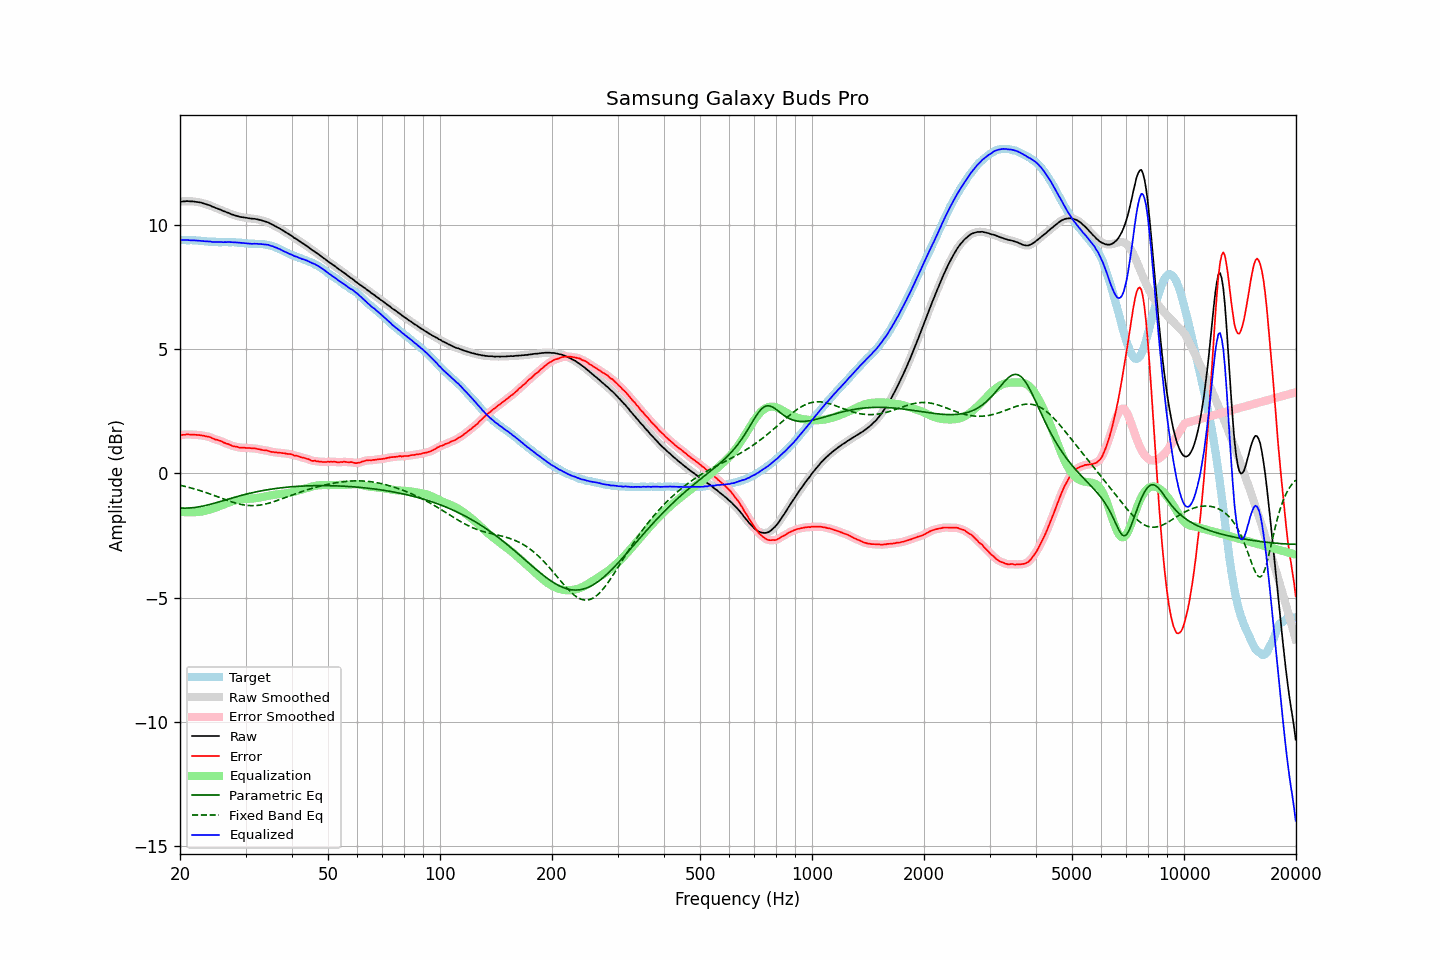 Samsung Galaxy Buds Pro
Amplitude (dBr)
10
5
0
−5
−10
−15
Target
Raw Smoothed
Error Smoothed
Raw
Error
Equalization
Parametric Eq
Fixed Band Eq
Equalized
20 50 100 200 500 1000 2000 5000 10000 20000
Frequency (Hz)